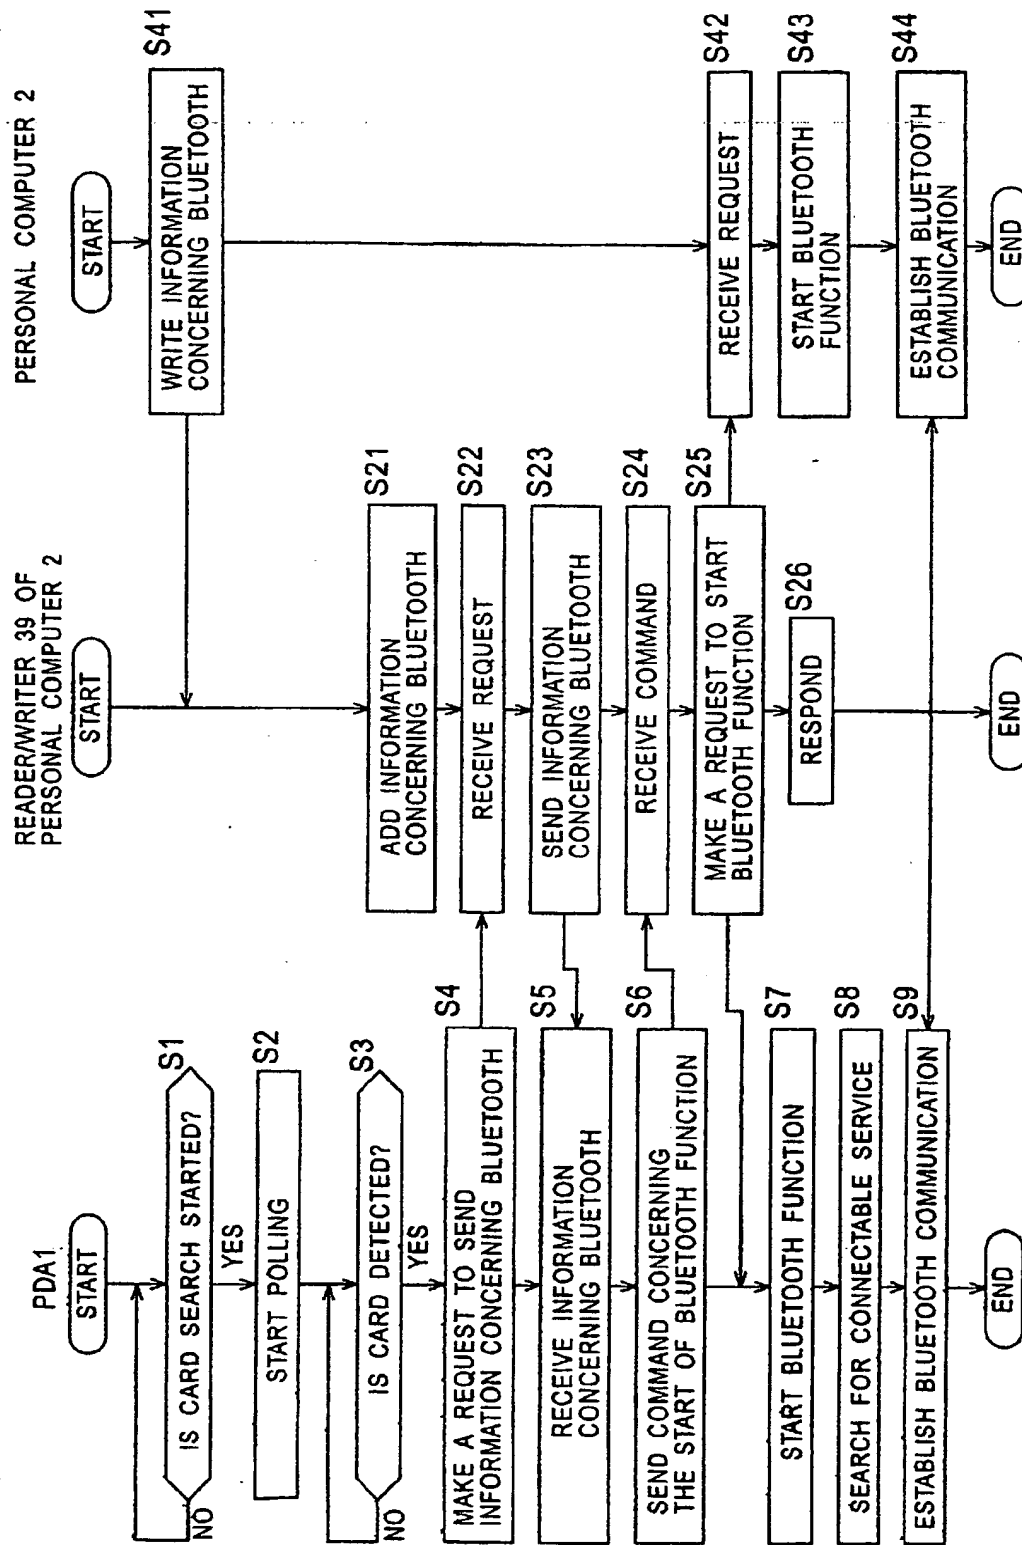 PDA1
START
IS CARD SEARCH STARTED?
S1
NO
YES
START POLLING
S2
IS CARD DETECTED?
S3
NO
YES
MAKE A REQUEST TO SEND
INFORMATION CONCERNING BLUETOOTH
S4
RECEIVE INFORMATION
CONCERNING BLUETOOTH
S5
SEND COMMAND CONCERNING
THE START OF BLUETOOTH FUNCTION
S6
START BLUETOOTH FUNCTION
S7
SEARCH FOR CONNECTABLE SERVICE
S8
ESTABLISH BLUETOOTH COMMUNICATION
S9
END
READER/WRITER 39 OF
PERSONAL COMPUTER 2
START
ADD INFORMATION
CONCERNING BLUETOOTH
S21
RECEIVE REQUEST
S22
SEND INFORMATION
CONCERNING BLUETOOTH
S23
RECEIVE COMMAND
S24
MAKE A REQUEST TO START
BLUETOOTH FUNCTION
S25
RESPOND
S26
END
PERSONAL COMPUTER 2
START
WRITE INFORMATION
CONCERNING BLUETOOTH
S41
RECEIVE REQUEST
S42
START BLUETOOTH
FUNCTION
S43
ESTABLISH BLUETOOTH
COMMUNICATION
S44
END